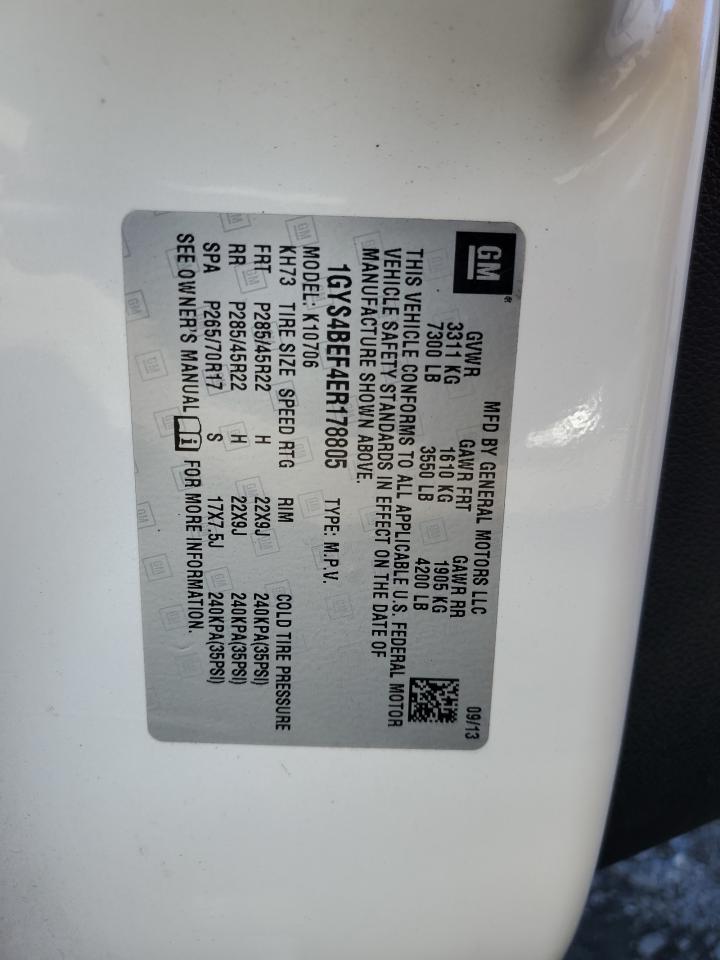 GM
MFD BY GENERAL MOTORS LLC 09/13
GVWR GAWR FRT GAWR RR
3311 KG 1610 KG 1905 KG
7300 LB 3550 LB 4200 LB
THIS VEHICLE CONFORMS TO ALL APPLICABLE U.S. FEDERAL MOTOR
VEHICLE SAFETY STANDARDS IN EFFECT ON THE DATE OF
MANUFACTURE SHOWN ABOVE.
1GYS4BEF4ER178805 TYPE: M.P.V.
MODEL: K10706
KH73 TIRE SIZE SPEED RTG RIM COLD TIRE PRESSURE
FRT P285/45R22 H 22X9J 240KPA(35PSI)
RR P285/45R22 H 22X9J 240KPA(35PSI)
SPA P265/70R17 S 17X7.5J 240KPA(35PSI)
SEE OWNER'S MANUAL FOR MORE INFORMATION.